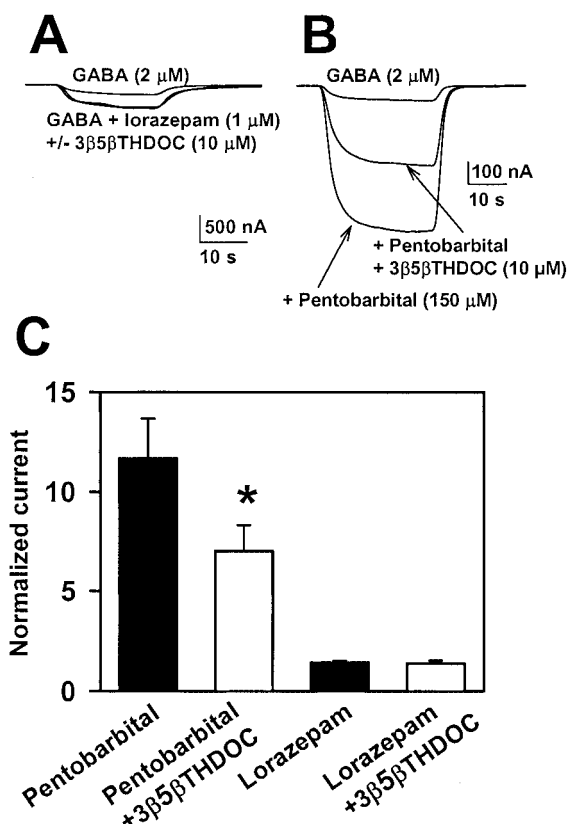 A
GABA (2 µM)
GABA + lorazepam (1 µM)
+/- 3β5βTHDOC (10 µM)
500 nA
10 s
B
GABA (2 µM)
100 nA
10 s
+ Pentobarbital
+ 3β5βTHDOC (10 µM)
+ Pentobarbital (150 µM)
C
Normalized current
15
10
5
0
*
Pentobarbital
Pentobarbital
+3β5βTHDOC
Lorazepam
Lorazepam
+3β5βTHDOC